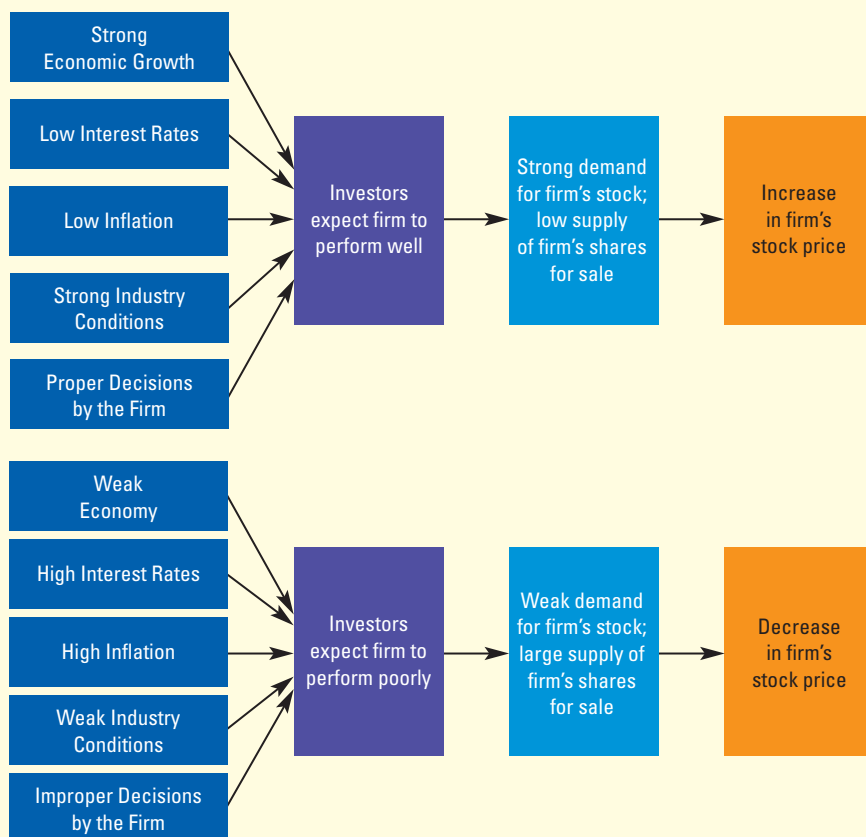 Strong
Economic Growth
Low Interest Rates
Low Inflation
Strong Industry
Conditions
Proper Decisions
by the Firm
Investors
expect firm to
perform well
Strong demand
for firm's stock;
low supply
of firm's shares
for sale
Increase
in firm's
stock price
Weak
Economy
High Interest Rates
High Inflation
Weak Industry
Conditions
Improper Decisions
by the Firm
Investors
expect firm to
perform poorly
Weak demand
for firm's stock;
large supply of
firm's shares
for sale
Decrease
in firm's
stock price